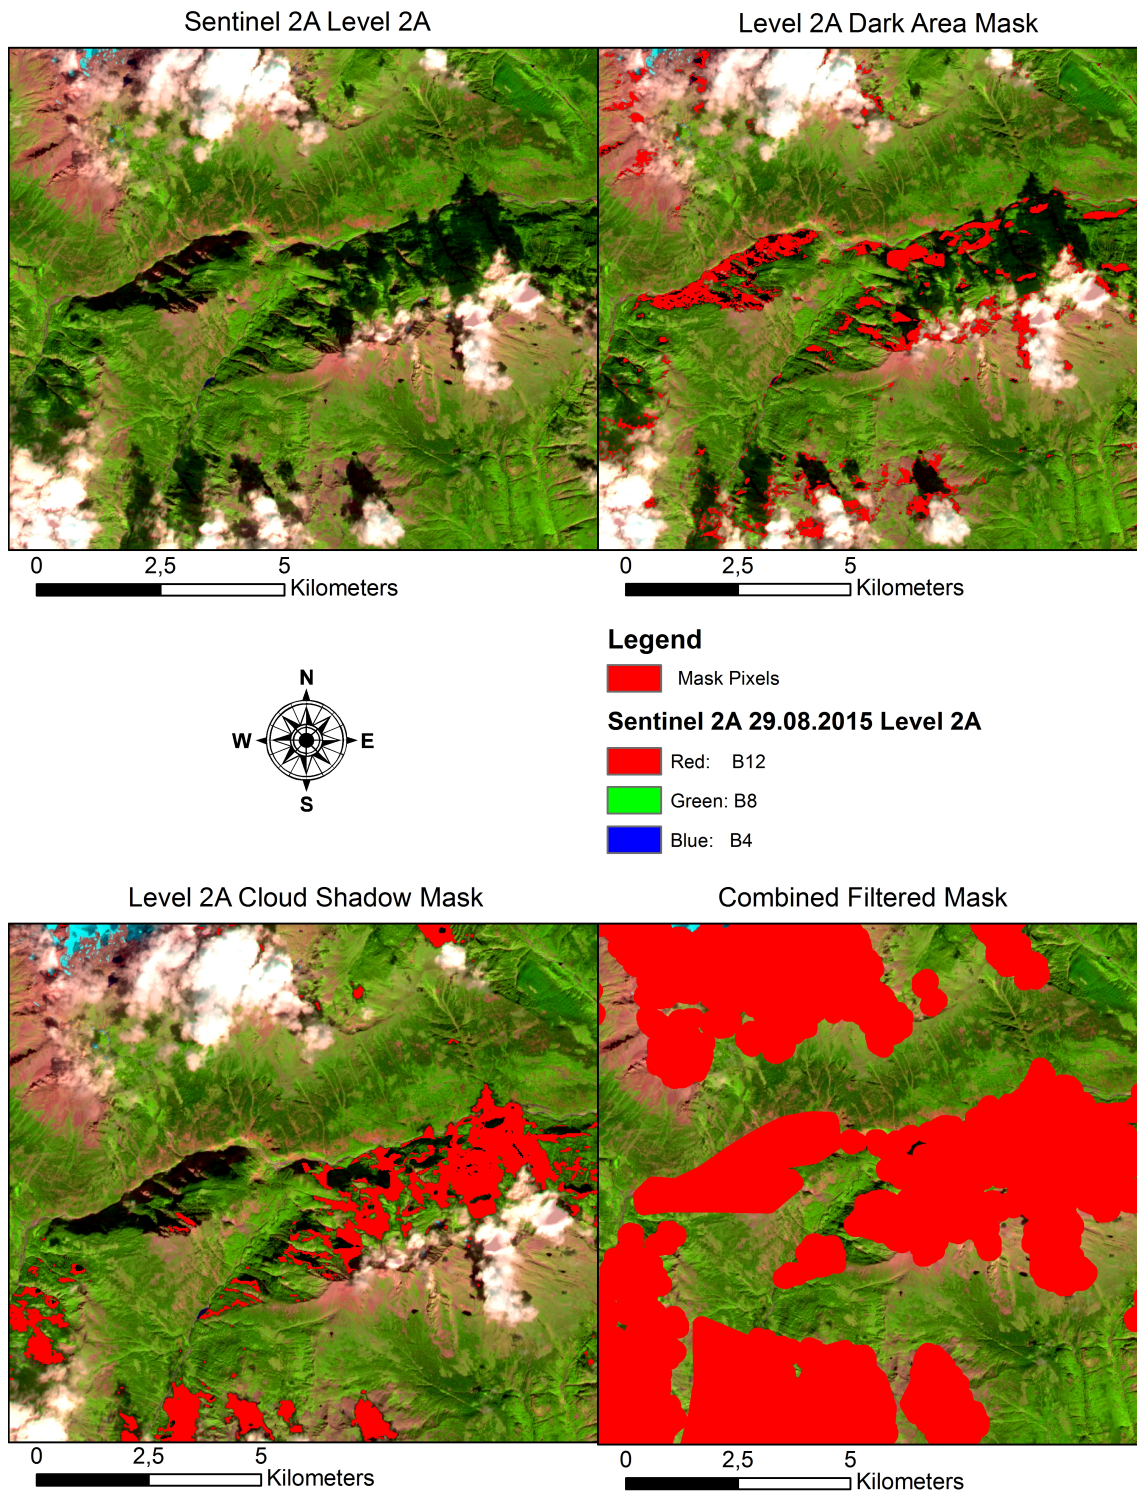 Sentinel 2A Level 2A
Level 2A Dark Area Mask
0 2,5 5
Kilometers
0 2,5 5
Kilometers
N
W E
S
Legend
Mask Pixels
Sentinel 2A 29.08.2015 Level 2A
Red: B12
Green: B8
Blue: B4
Level 2A Cloud Shadow Mask
Combined Filtered Mask
0 2,5 5
Kilometers
0 2,5 5
Kilometers